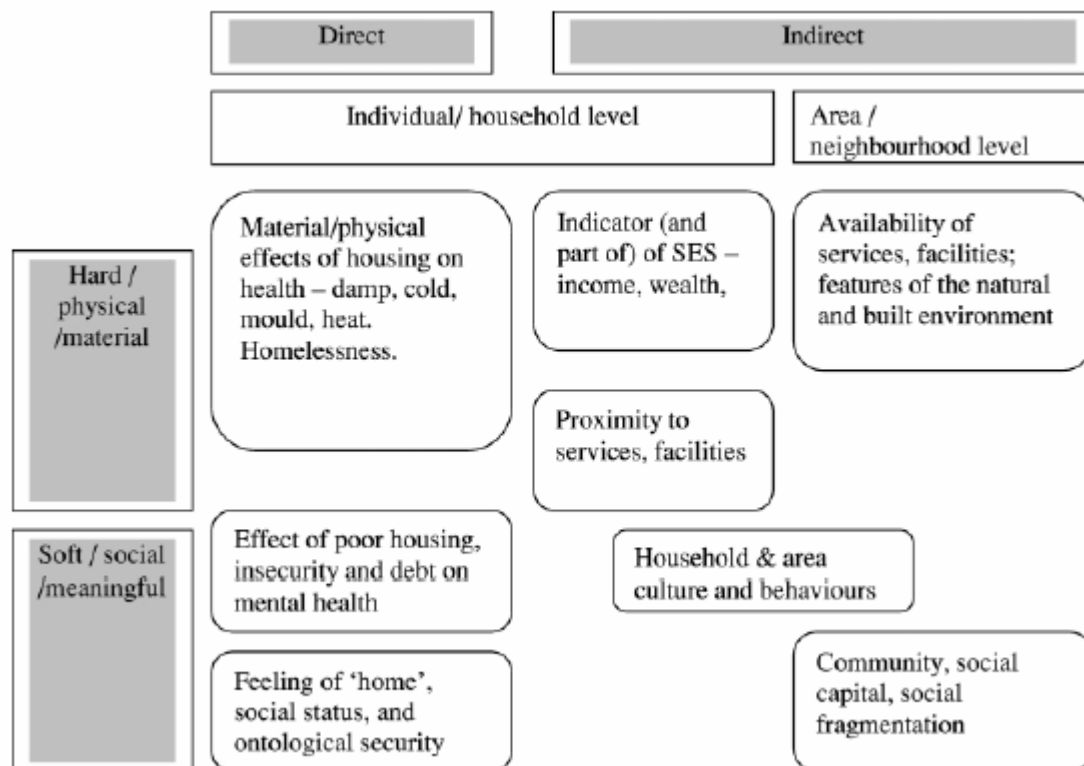 Direct
Indirect
Individual/ household level
Area /
neighbourhood level
Hard /
physical
/material
Material/physical
effects of housing on
health – damp, cold,
mould, heat.
Homelessness.
Indicator (and
part of) of SES –
income, wealth,
Availability of
services, facilities;
features of the natural
and built environment
Proximity to
services, facilities
Soft / social
/meaningful
Effect of poor housing,
insecurity and debt on
mental health
Household & area
culture and behaviours
Feeling of ‘home’,
social status, and
ontological security
Community, social
capital, social
fragmentation